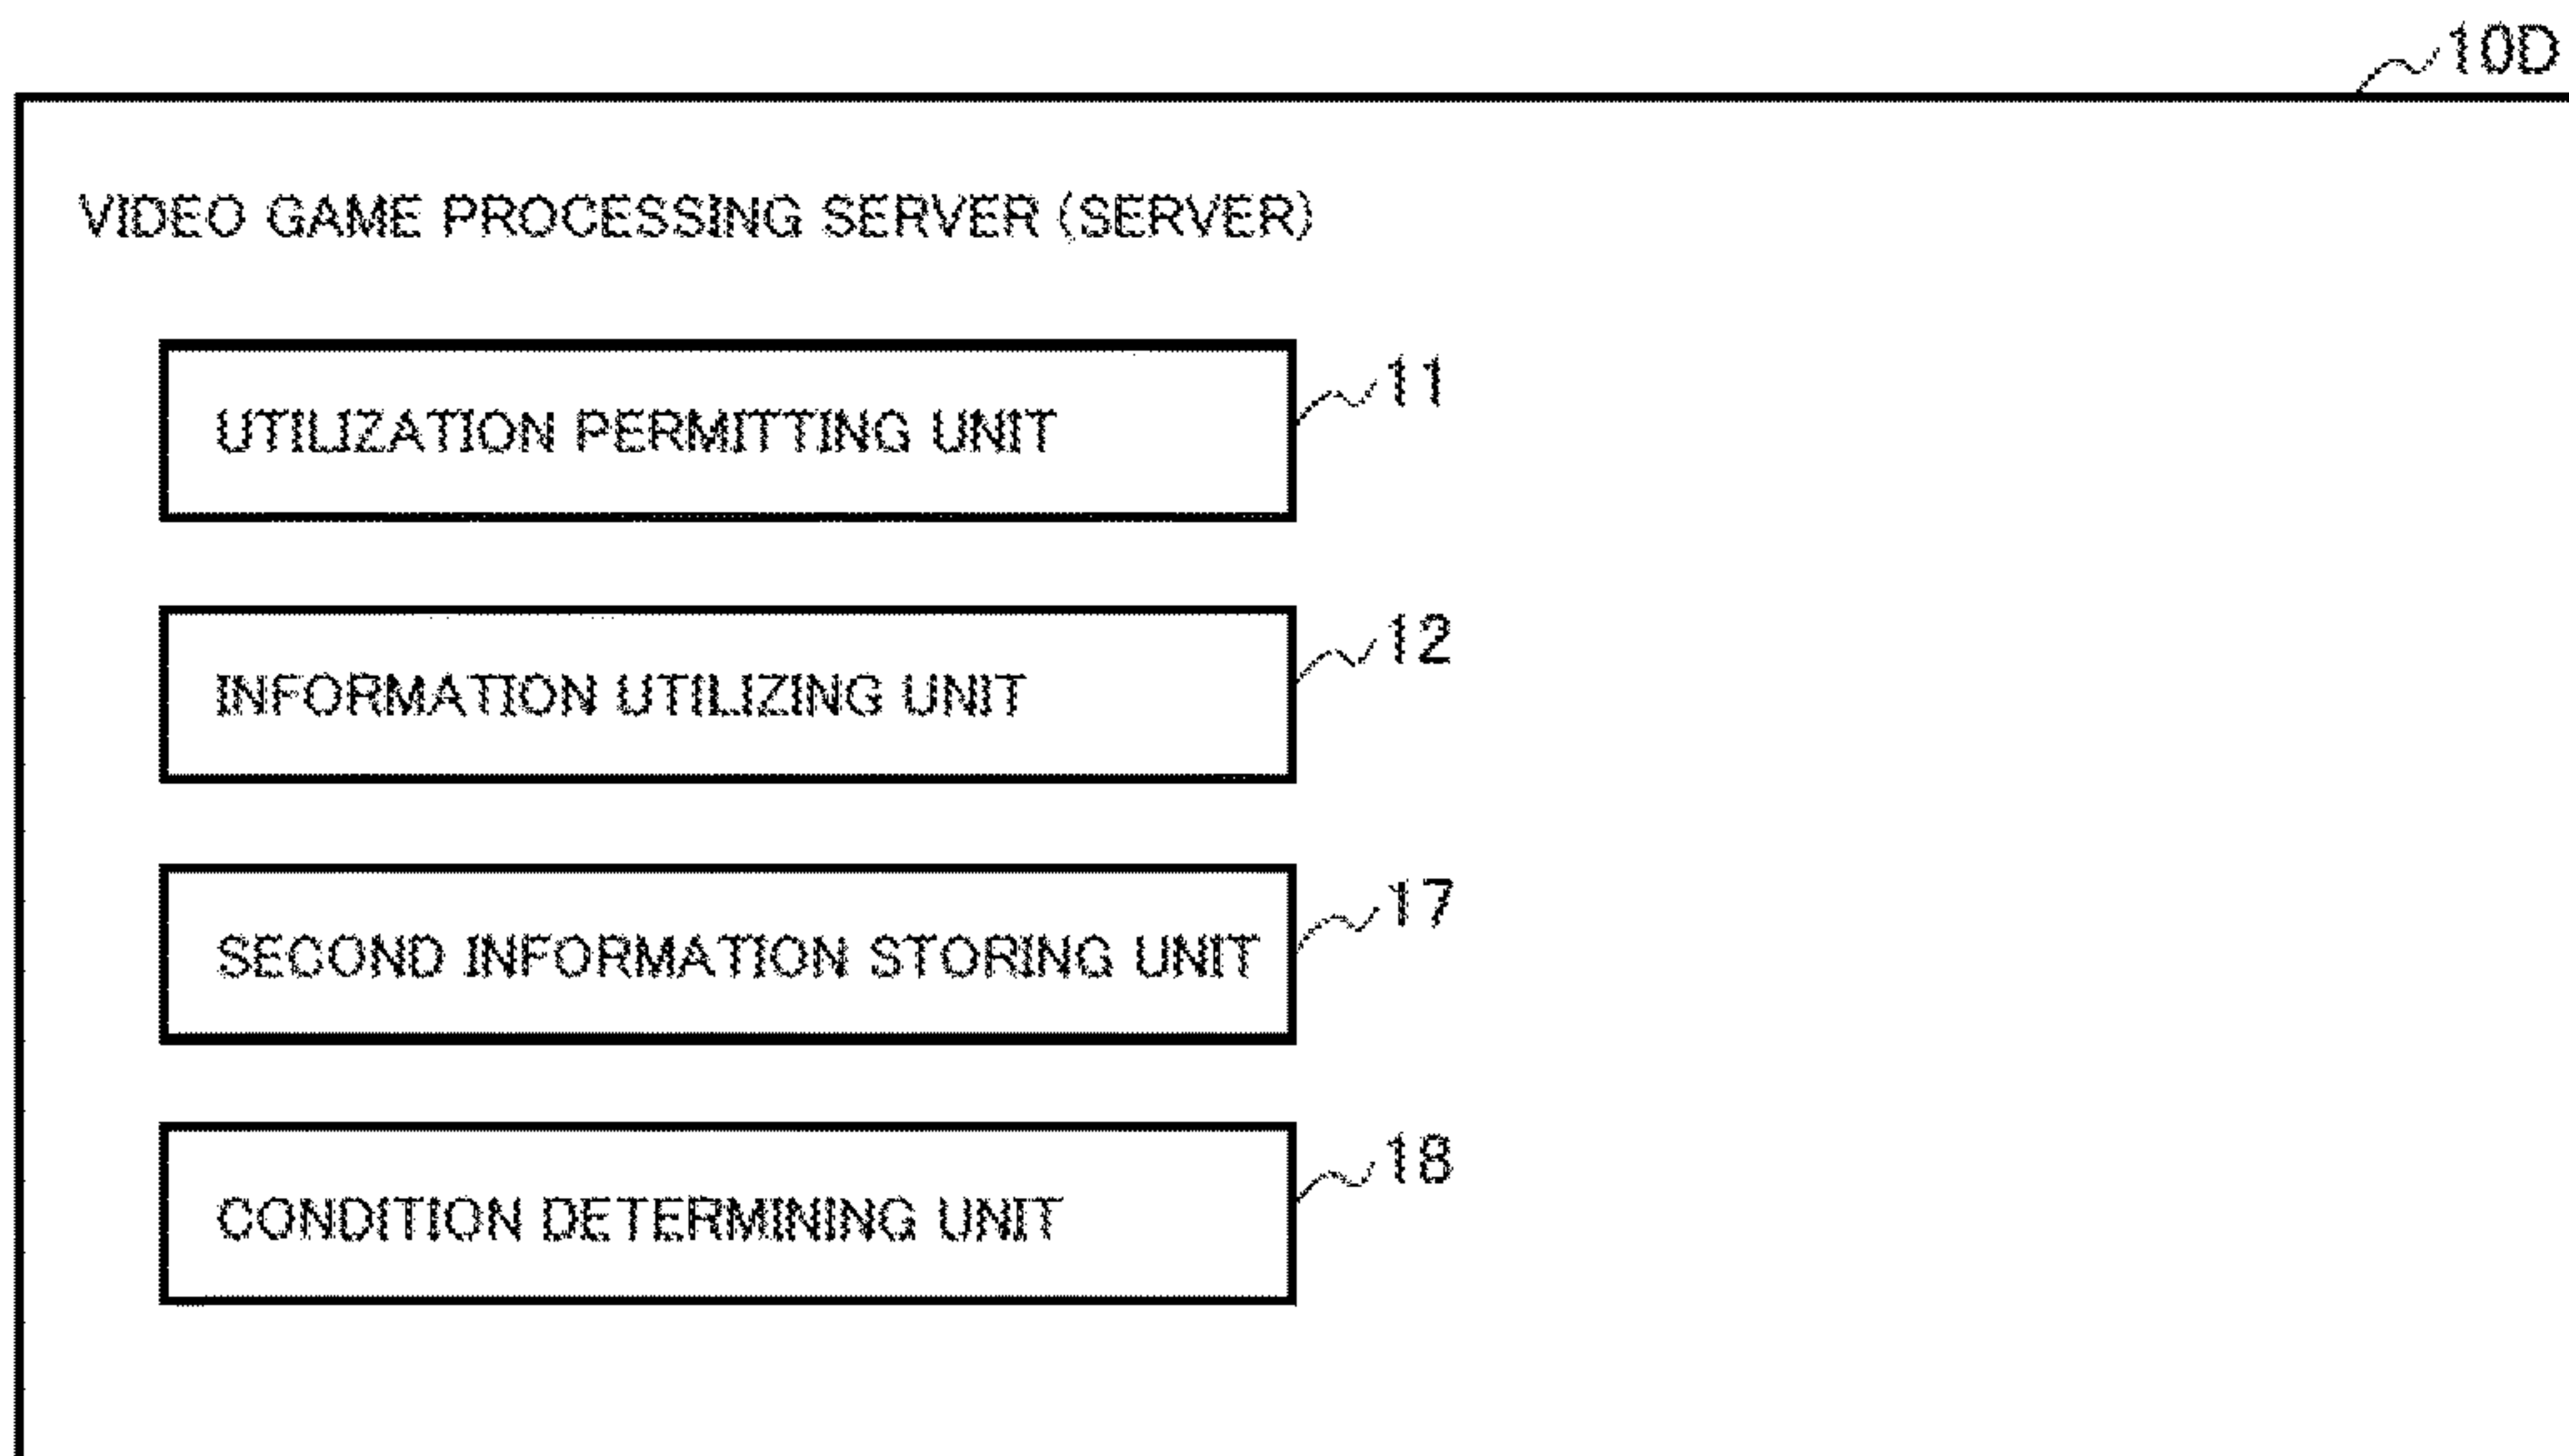 10D
VIDEO GAME PROCESSING SERVER (SERVER)
11
UTILIZATION PERMITTING UNIT
12
INFORMATION UTILIZING UNIT
17
SECOND INFORMATION STORING UNIT
18
CONDITION DETERMINING UNIT